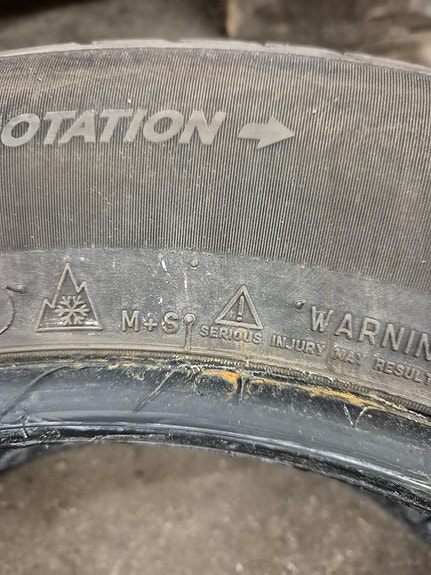 OTATION
M+S
WARNIN
SERIOUS INJURY MAY RESULT